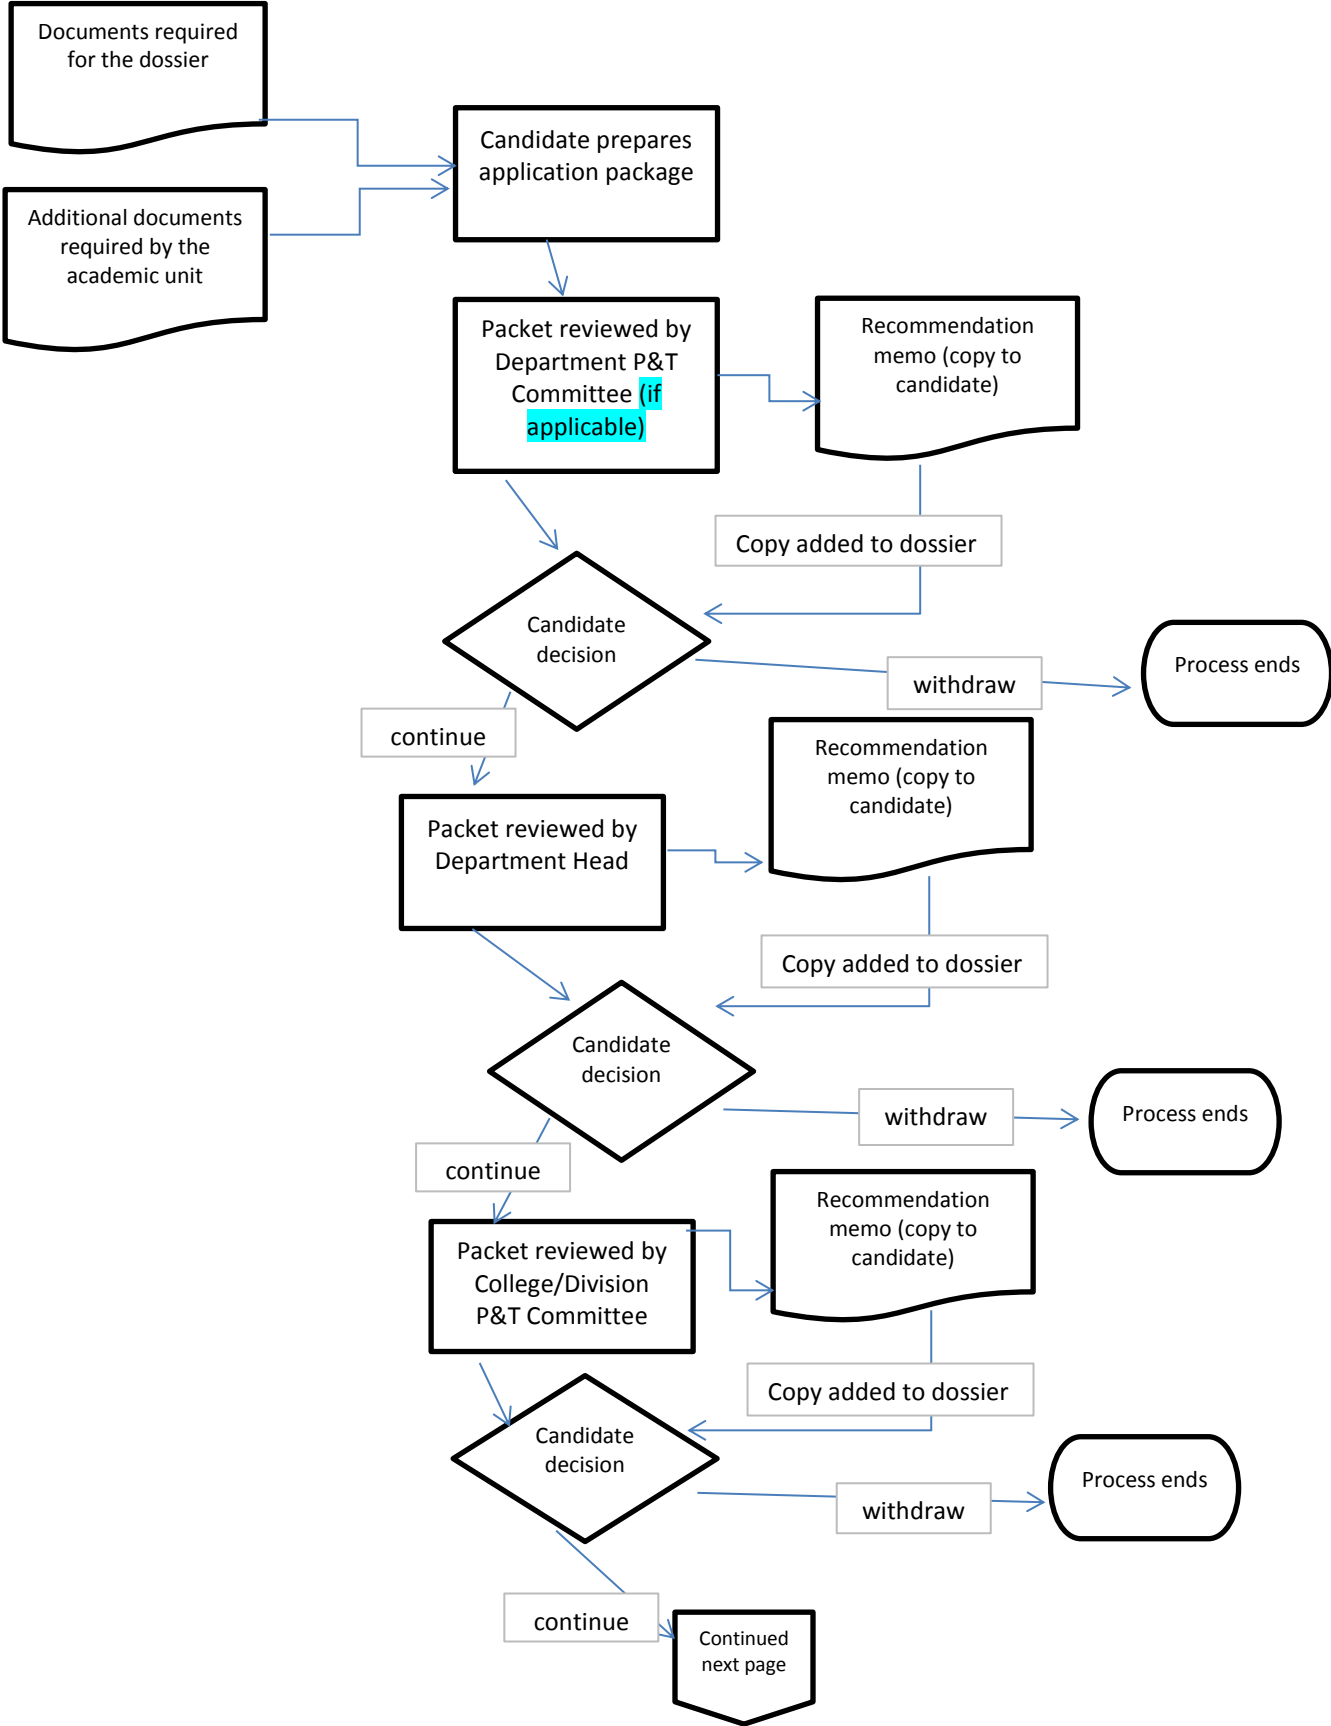 Documents required
for the dossier
Candidate prepares
application package
Additional documents
required by the
academic unit
Packet reviewed by
Department P&T
Committee (if
applicable)
Recommendation
memo (copy to
candidate)
Copy added to dossier
Candidate
decision
withdraw
Process ends
continue
Recommendation
memo (copy to
candidate)
Packet reviewed by
Department Head
Copy added to dossier
Candidate
decision
withdraw
Process ends
continue
Recommendation
memo (copy to
candidate)
Packet reviewed by
College/Division
P&T Committee
Copy added to dossier
Candidate
decision
withdraw
Process ends
continue
Continued
next page